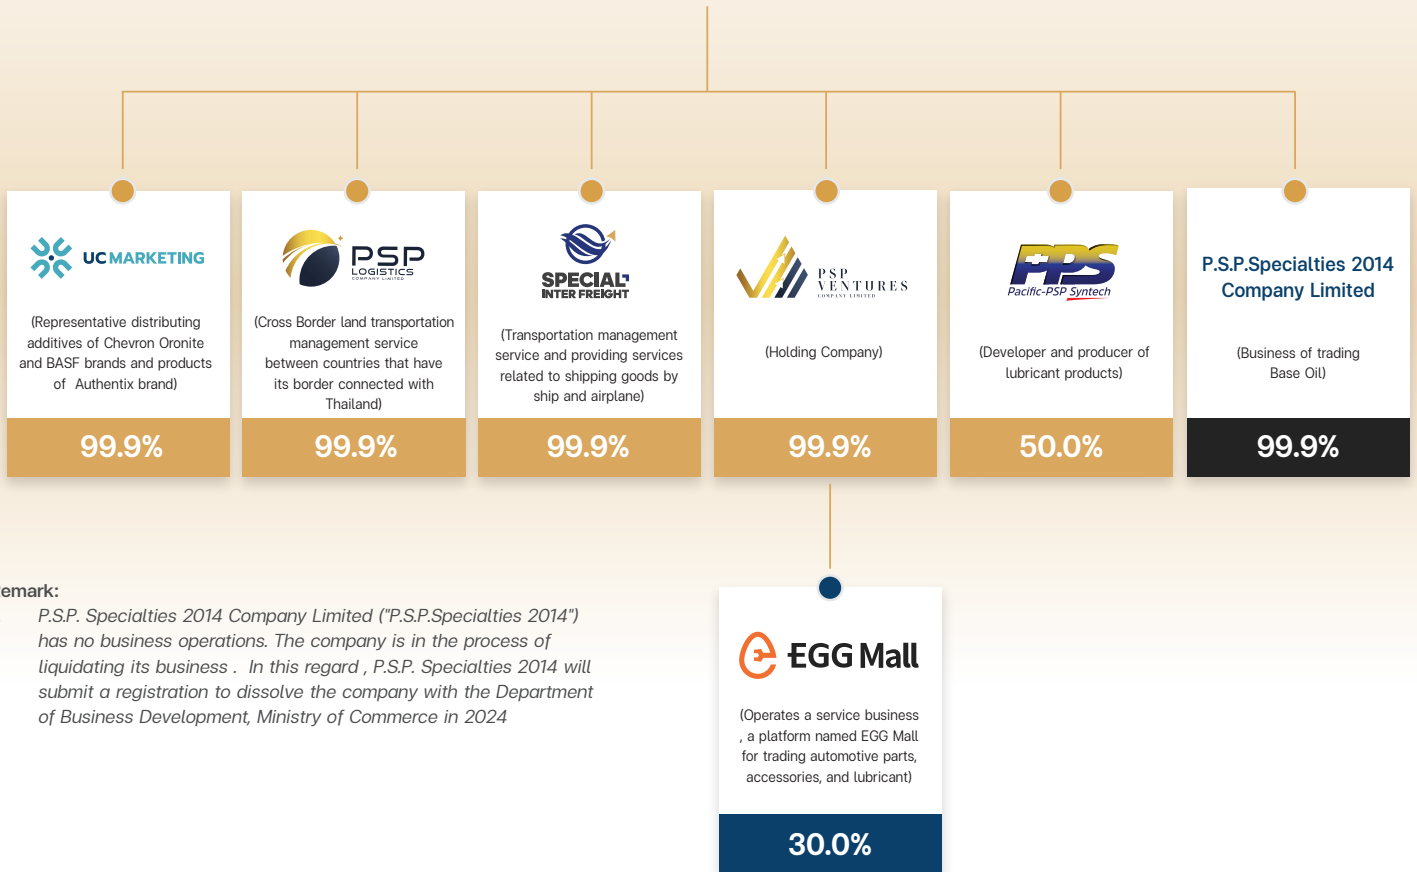 UC MARKETING
(Representative distributing
additives of Chevron Oronite
and BASF brands and products
of Authentix brand)
99.9%
PSP
LOGISTICS
COMPANY LIMITED
(Cross Border land transportation
management service
between countries that have
its border connected with
Thailand)
99.9%
SPECIAL
INTER FREIGHT
(Transportation management
service and providing services
related to shipping goods by
ship and airplane)
99.9%
PSP
VENTURES
COMPANY LIMITED
(Holding Company)
99.9%
PPS
Pacific-PSP Syntech
(Developer and producer of
lubricant products)
50.0%
P.S.P.Specialties 2014
Company Limited
(Business of trading
Base Oil)
99.9%
emark:
P.S.P. Specialties 2014 Company Limited ("P.S.P.Specialties 2014")
has no business operations. The company is in the process of
liquidating its business . In this regard , P.S.P. Specialties 2014 will
submit a registration to dissolve the company with the Department
of Business Development, Ministry of Commerce in 2024
EGG Mall
(Operates a service business
, a platform named EGG Mall
for trading automotive parts,
accessories, and lubricant)
30.0%